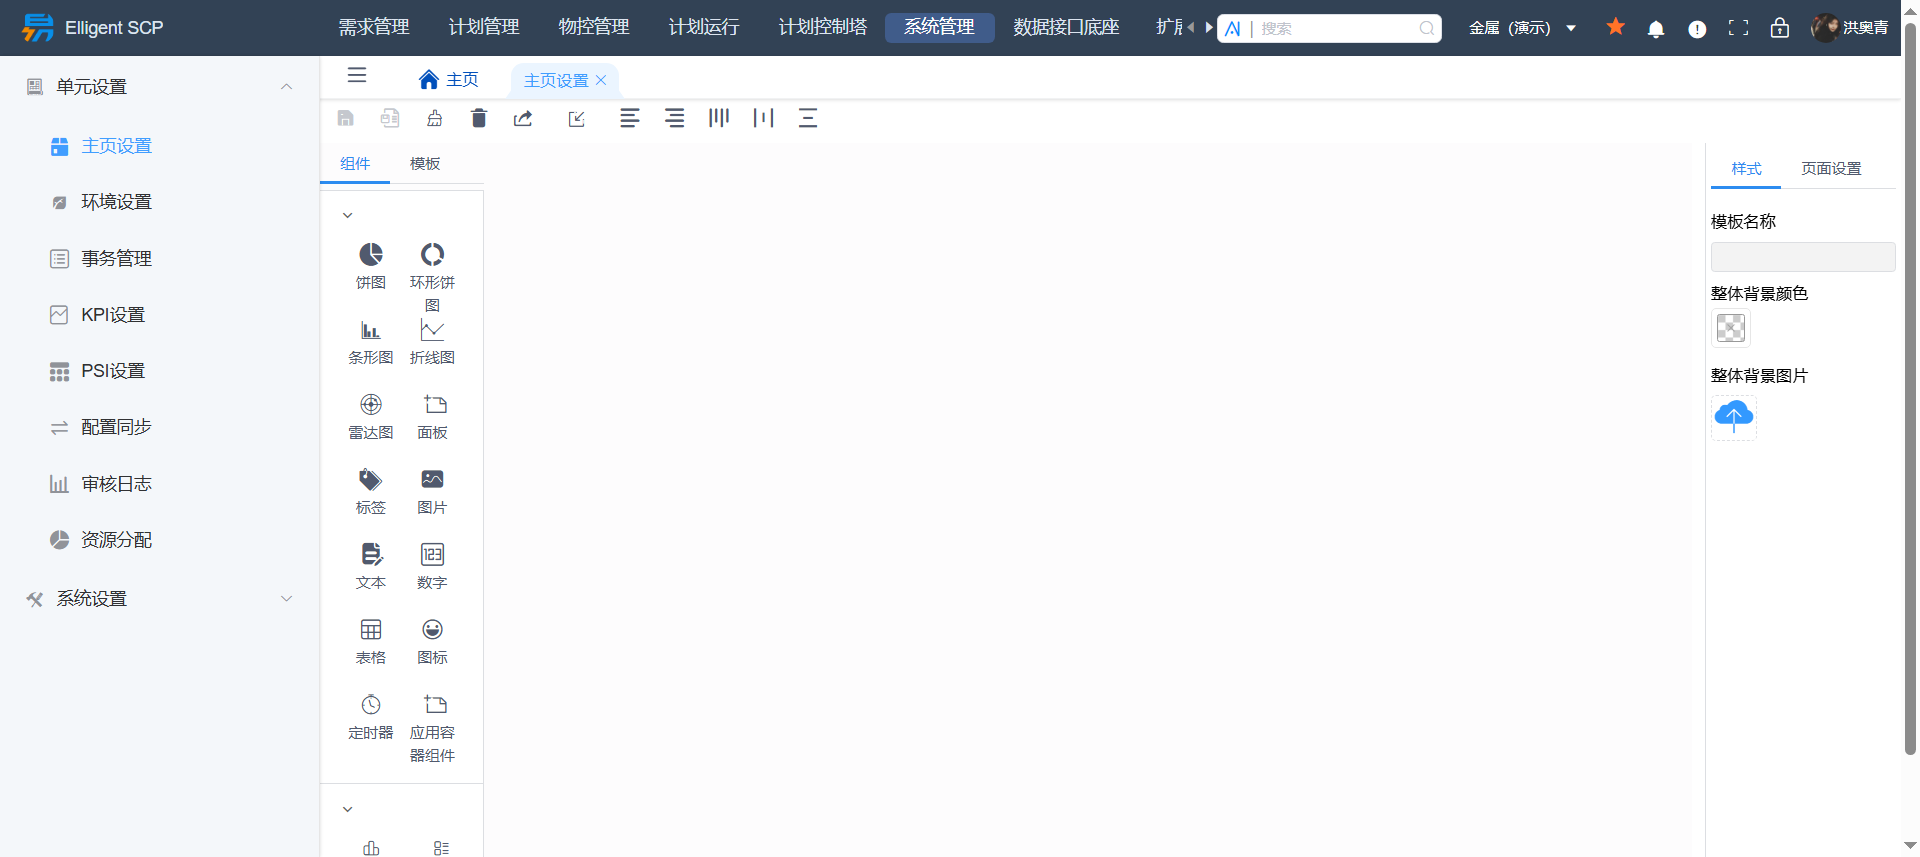 Elligent SCP
需求管理
计划管理
物控管理
计划运行
计划控制塔
系统管理
数据接口底座
搜索
金属（演示）
洪奥青
单元设置
主页
主页设置
主页设置
环境设置
事务管理
KPI设置
PSI设置
配置同步
审核日志
资源分配
系统设置
组件
模板
饼图
环形饼
图
条形图
折线图
雷达图
面板
标签
图片
文本
数字
表格
图标
定时器
应用容
器组件
样式
页面设置
模板名称
整体背景颜色
整体背景图片